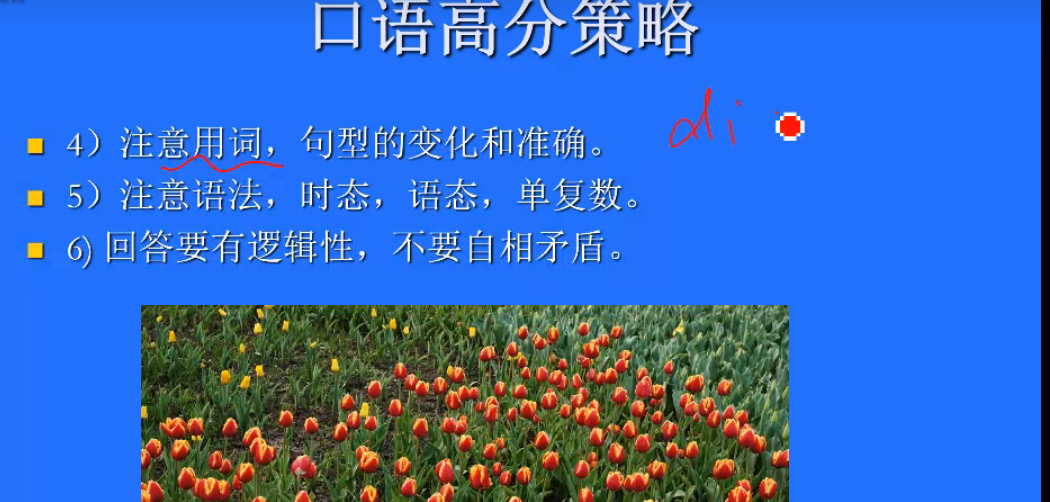 口语高分策略
di
4）注意用词，句型的变化和准确。
5）注意语法，时态，语态，单复数。
6) 回答要有逻辑性，不要自相矛盾。